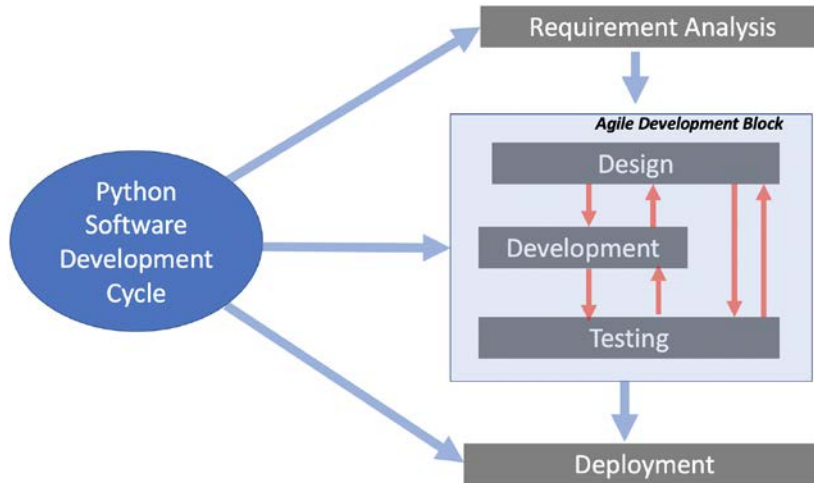 Requirement Analysis
Agile Development Block
Design
Python
Software
Development
Cycle
Development
Testing
Deployment